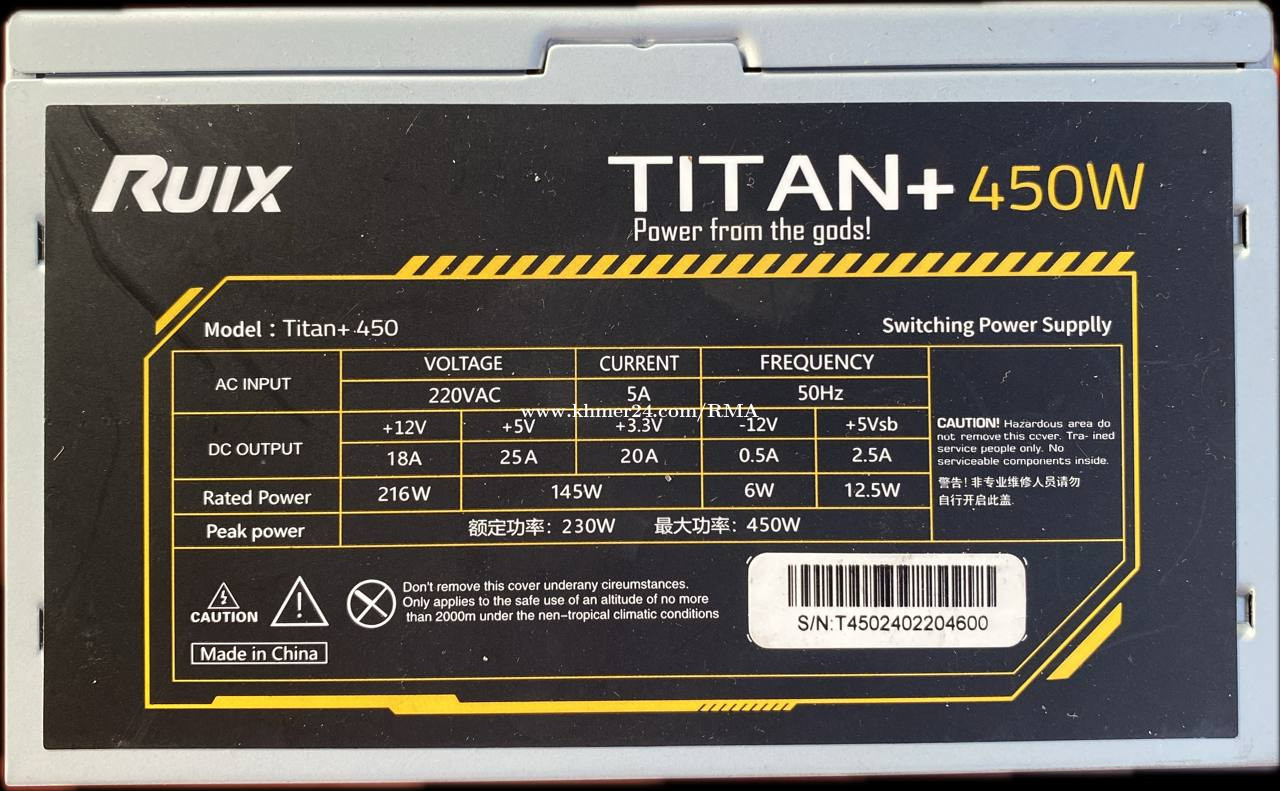 RUIX
TITAN+ 450W
Power from the gods!
Model : Titan+ 450
Switching Power Supplly
AC INPUT
VOLTAGE CURRENT FREQUENCY
220VAC 5A 50Hz
www.khmer24.com/RMA
DC OUTPUT
+12V +5V +3.3V -12V +5Vsb
18A 25A 20A 0.5A 2.5A
Rated Power 216W 145W 6W 12.5W
Peak power 额定功率: 230W 最大功率: 450W
CAUTION! Hazardous area do
not remove this ccver. Tra- ined
service people only. No
serviceable components inside.
警告! 非专业维修人员请勿
自行开启此盖.
CAUTION
Don't remove this cover underany cireumstances.
Only applies to the safe use of an altitude of no more
than 2000m under the nen-tropical climatic conditions
Made in China
S/N:T4502402204600